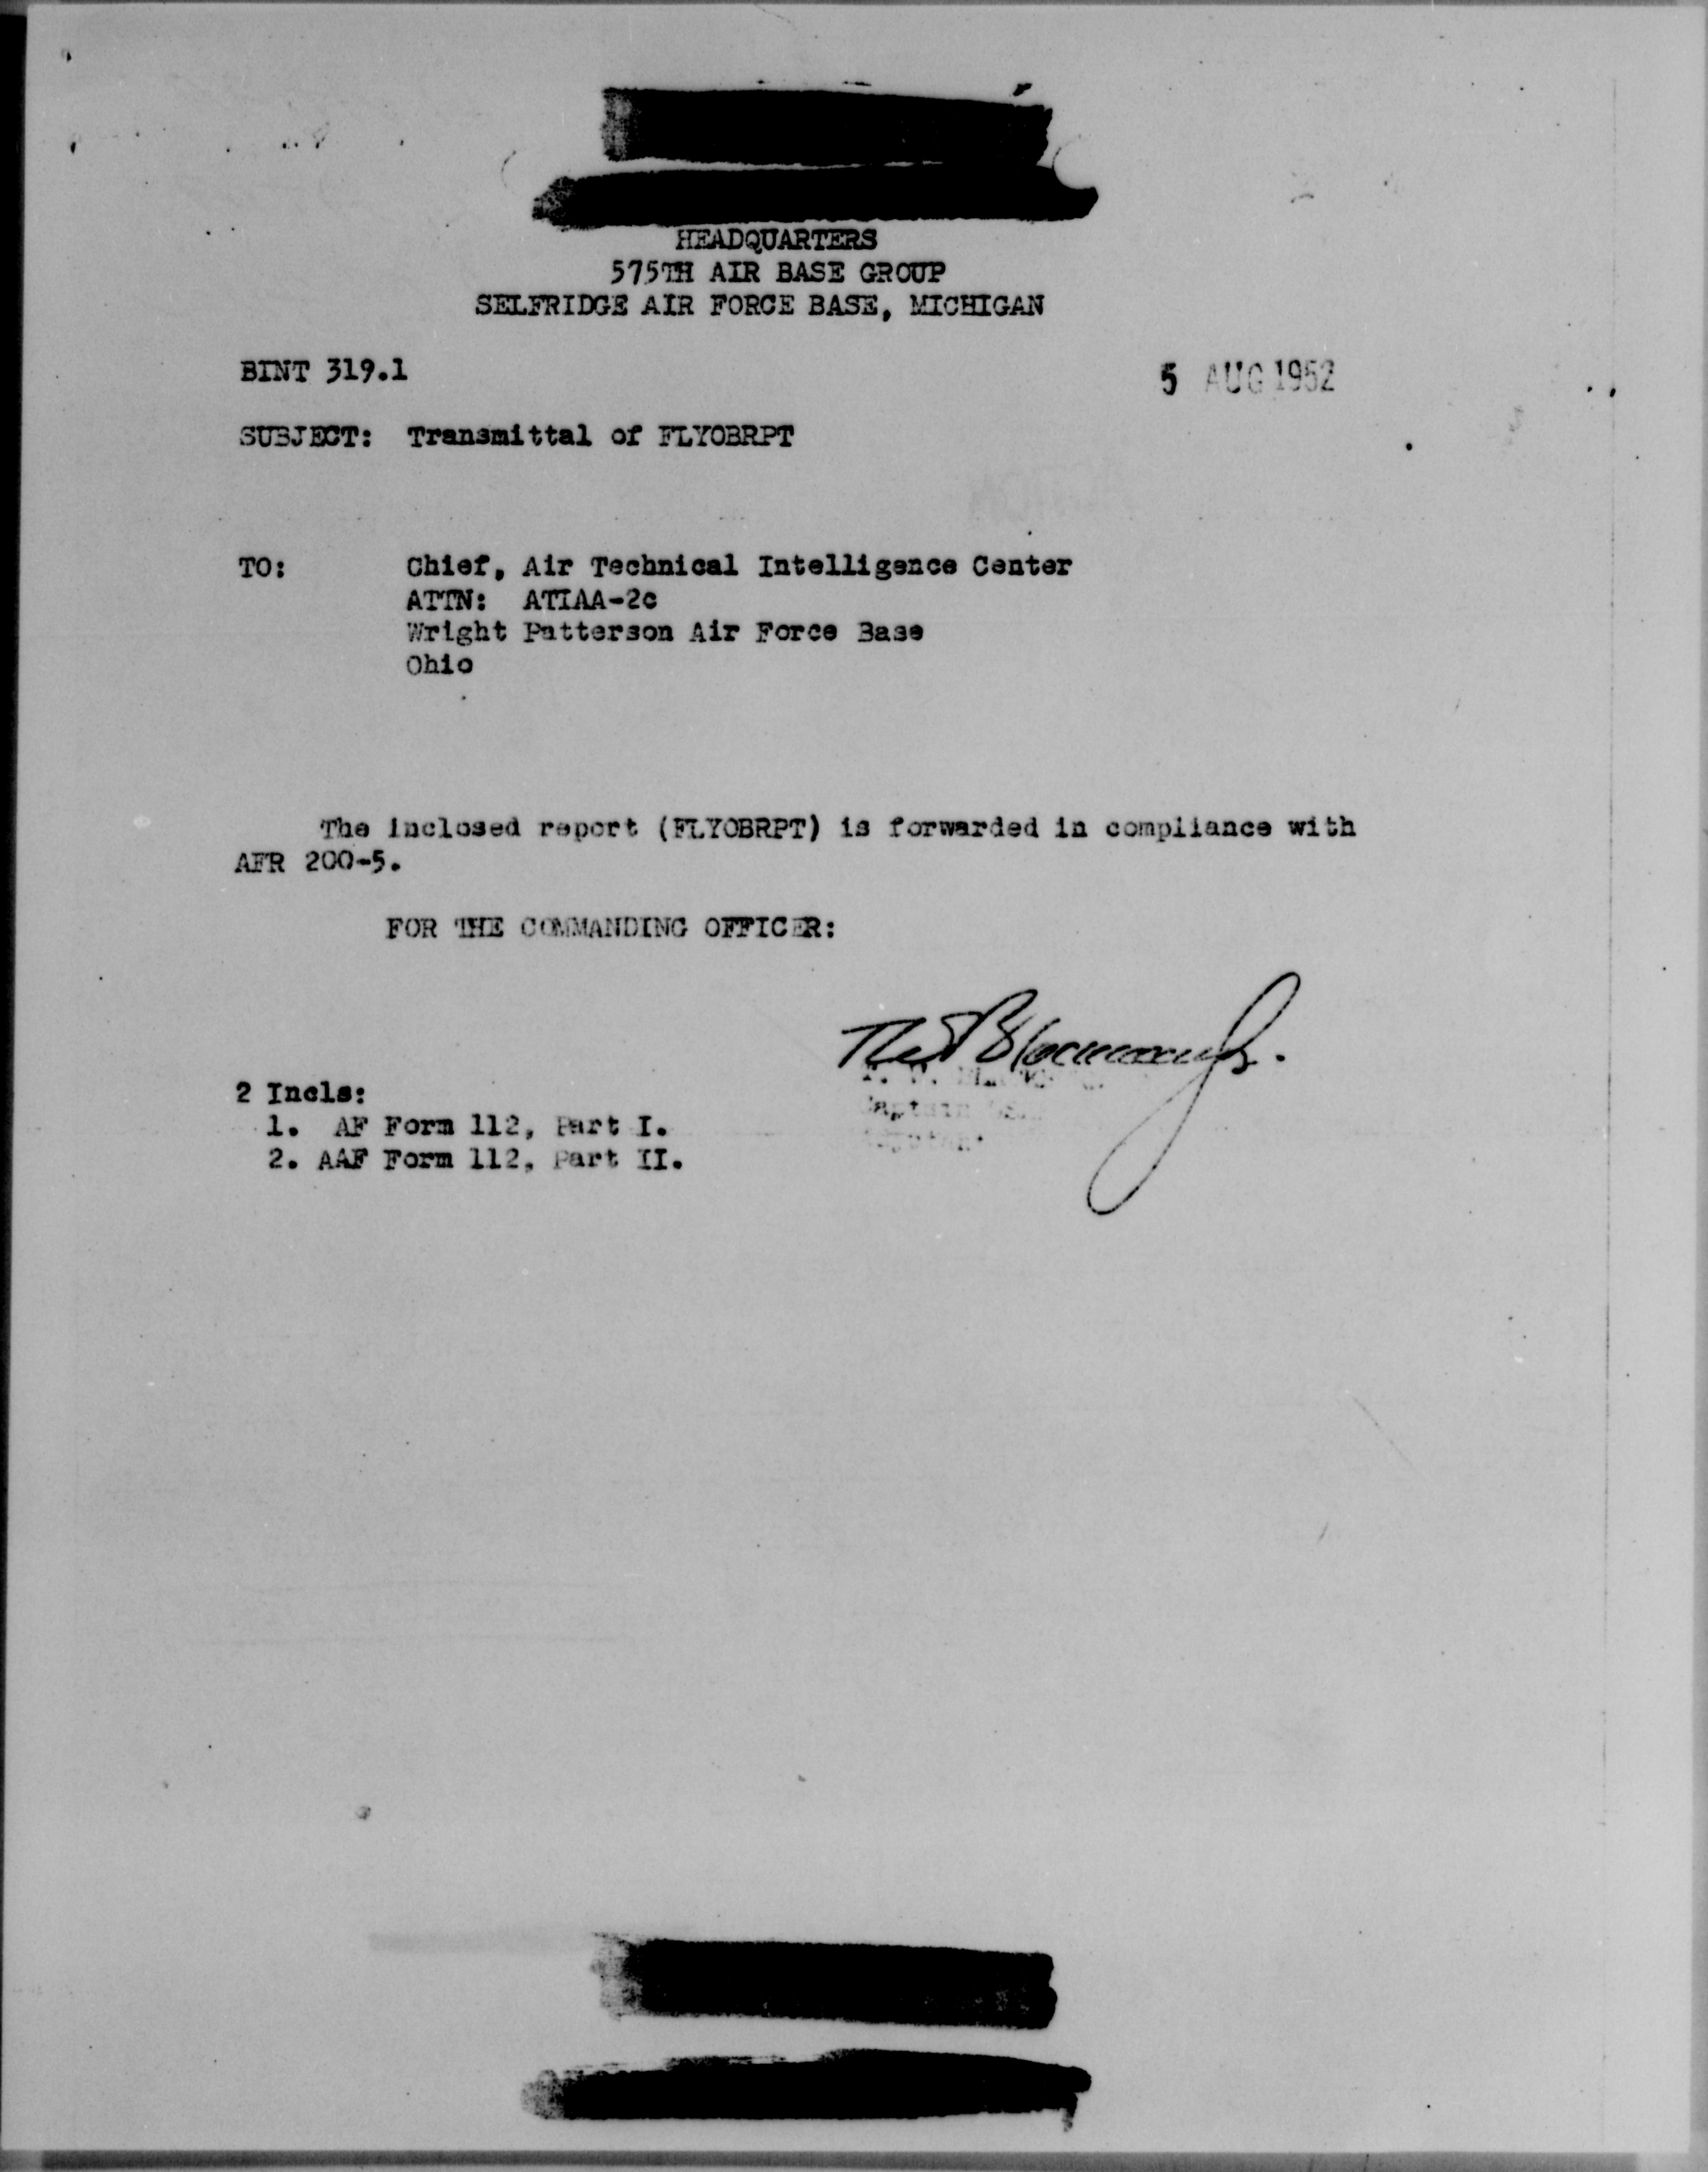 HEADQUARTERS
575TH AIR BASE GROUP
SELFRIDGE AIR FORCE BASE, MICHIGAN
BINT 319.1
5 AUG 1952
SUBJECT: Transmittal of FLYOBRPT
TO: Chief, Air Technical Intelligence Center
ATTN: ATIAA-2c
Wright Patterson Air Force Base
Ohio
The inclosed report (FLYOBRPT) is forwarded in compliance with
AFR 200-5.
FOR THE COMMANDING OFFICER:
2 Incls:
1. AF Form 112, Part I.
2. AAF Form 112, Part II.
Captain